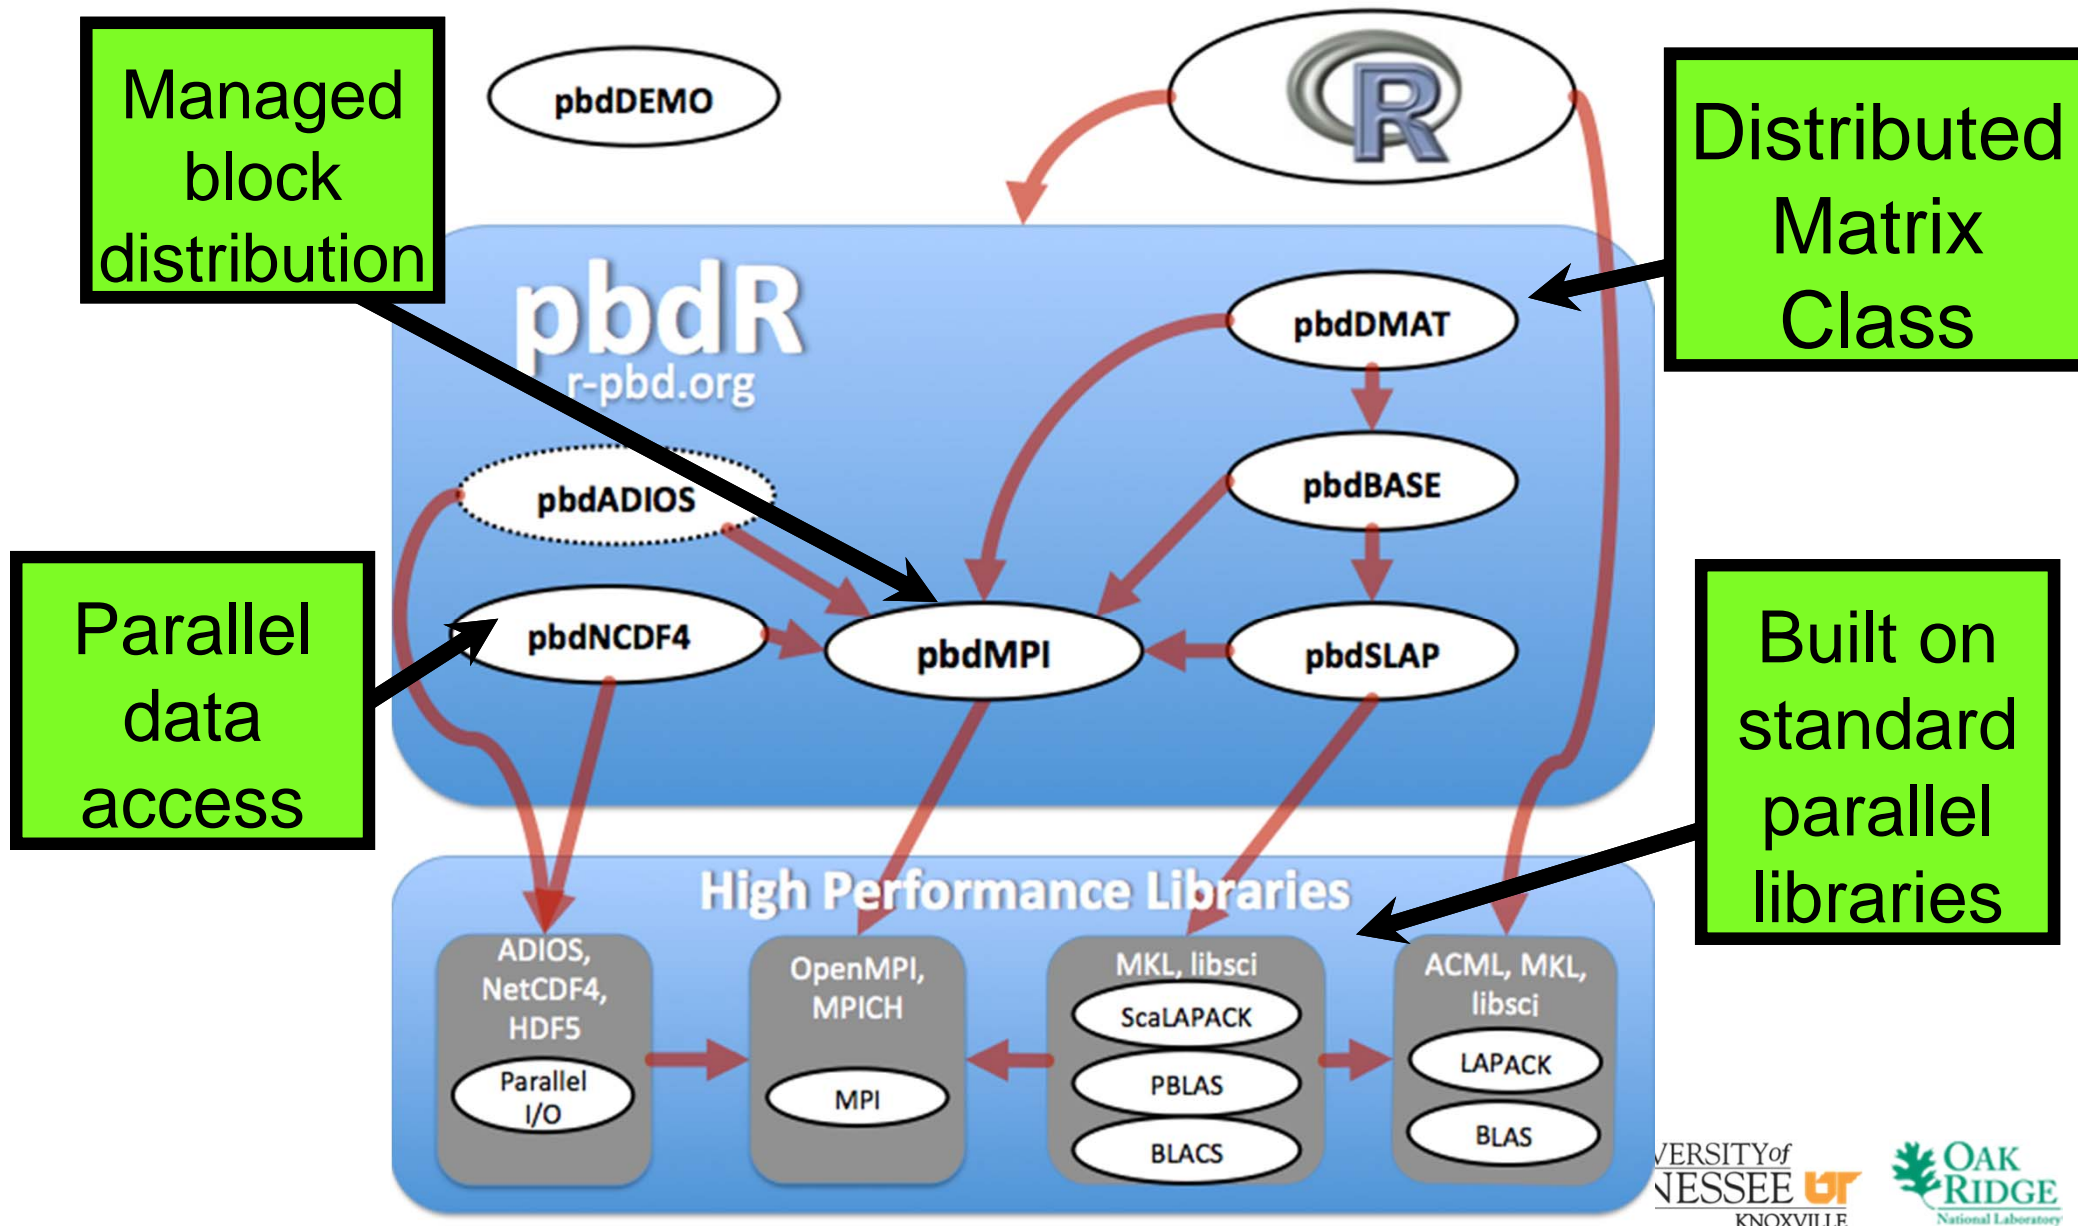 Managed
block
distribution
pbdDEMO
R
Distributed
Matrix
Class
pbdR
r-pbd.org
pbdDMAT
pbdADIOS
pbdBASE
Parallel
data
access
pbdNCDF4
pbdMPI
pbdSLAP
Built on
standard
parallel
libraries
High Performance Libraries
ADIOS,
NetCDF4,
HDF5
Parallel
I/O
OpenMPI,
MPICH
MPI
MKL, libsci
ScaLAPACK
PBLAS
BLACS
ACML, MKL,
libsci
LAPACK
BLAS
VERSITY of
NESSEE UT
KNOXVILLE
OAK
RIDGE
National Laboratory